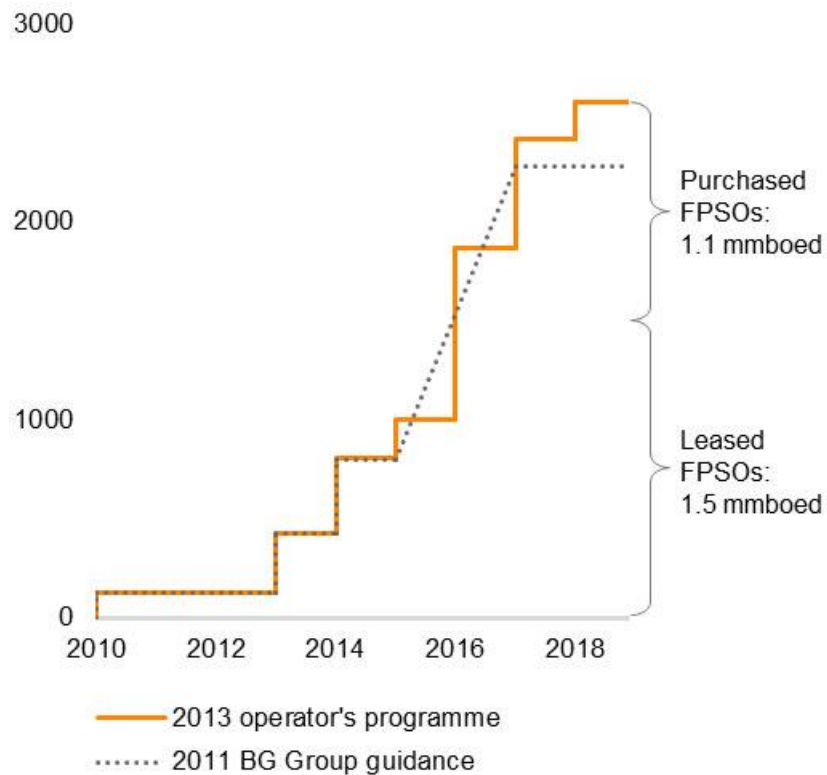 3000
2000
1000
0
2010 2012 2014 2016 2018
Purchased
FPSOs:
1.1 mmboed
Leased
FPSOs:
1.5 mmboed
2013 operator's programme
2011 BG Group guidance